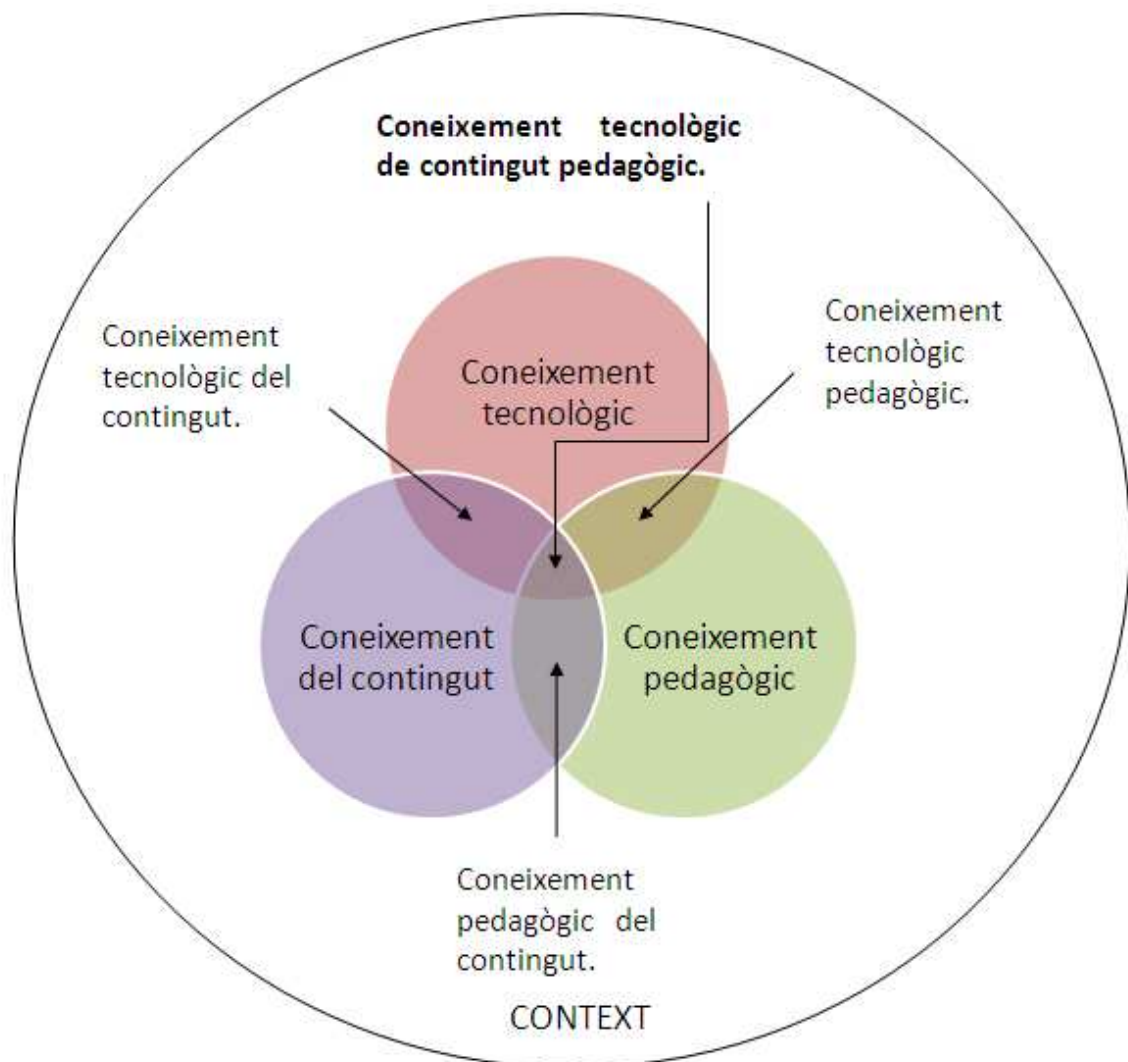 Coneixement tecnològic
de contingut pedagògic.
Coneixement
tecnològic del
contingut.
Coneixement
tecnològic
Coneixement
tecnològic
pedagògic.
Coneixement
del contingut
Coneixement
pedagògic
Coneixement
pedagògic del
contingut.
CONTEXT